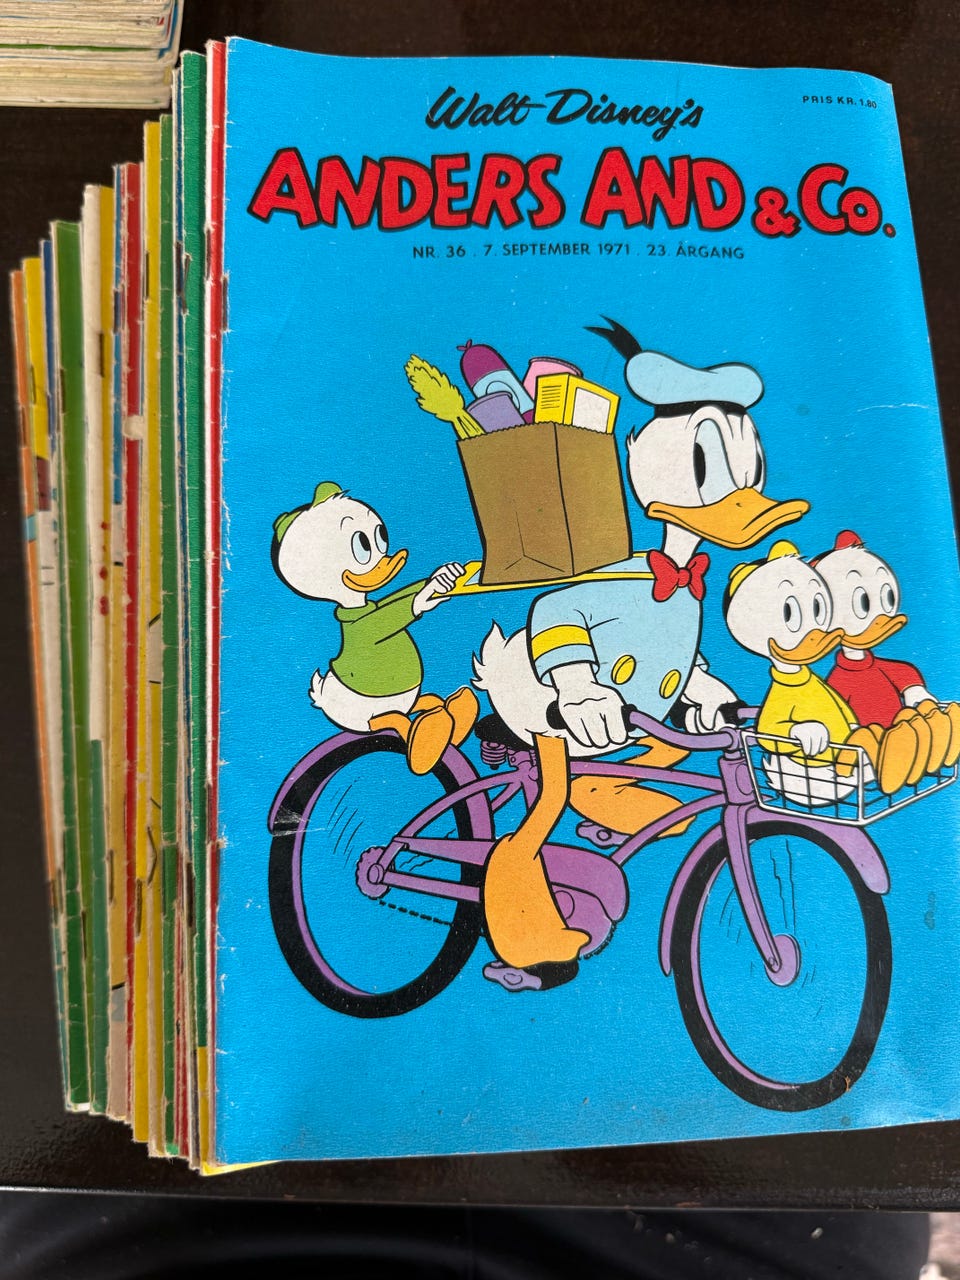 Walt Disney's
PRIS KR. 1.80
ANDERS AND & Co.
NR. 36 . 7. SEPTEMBER 1971 . 23. ÅRGANG